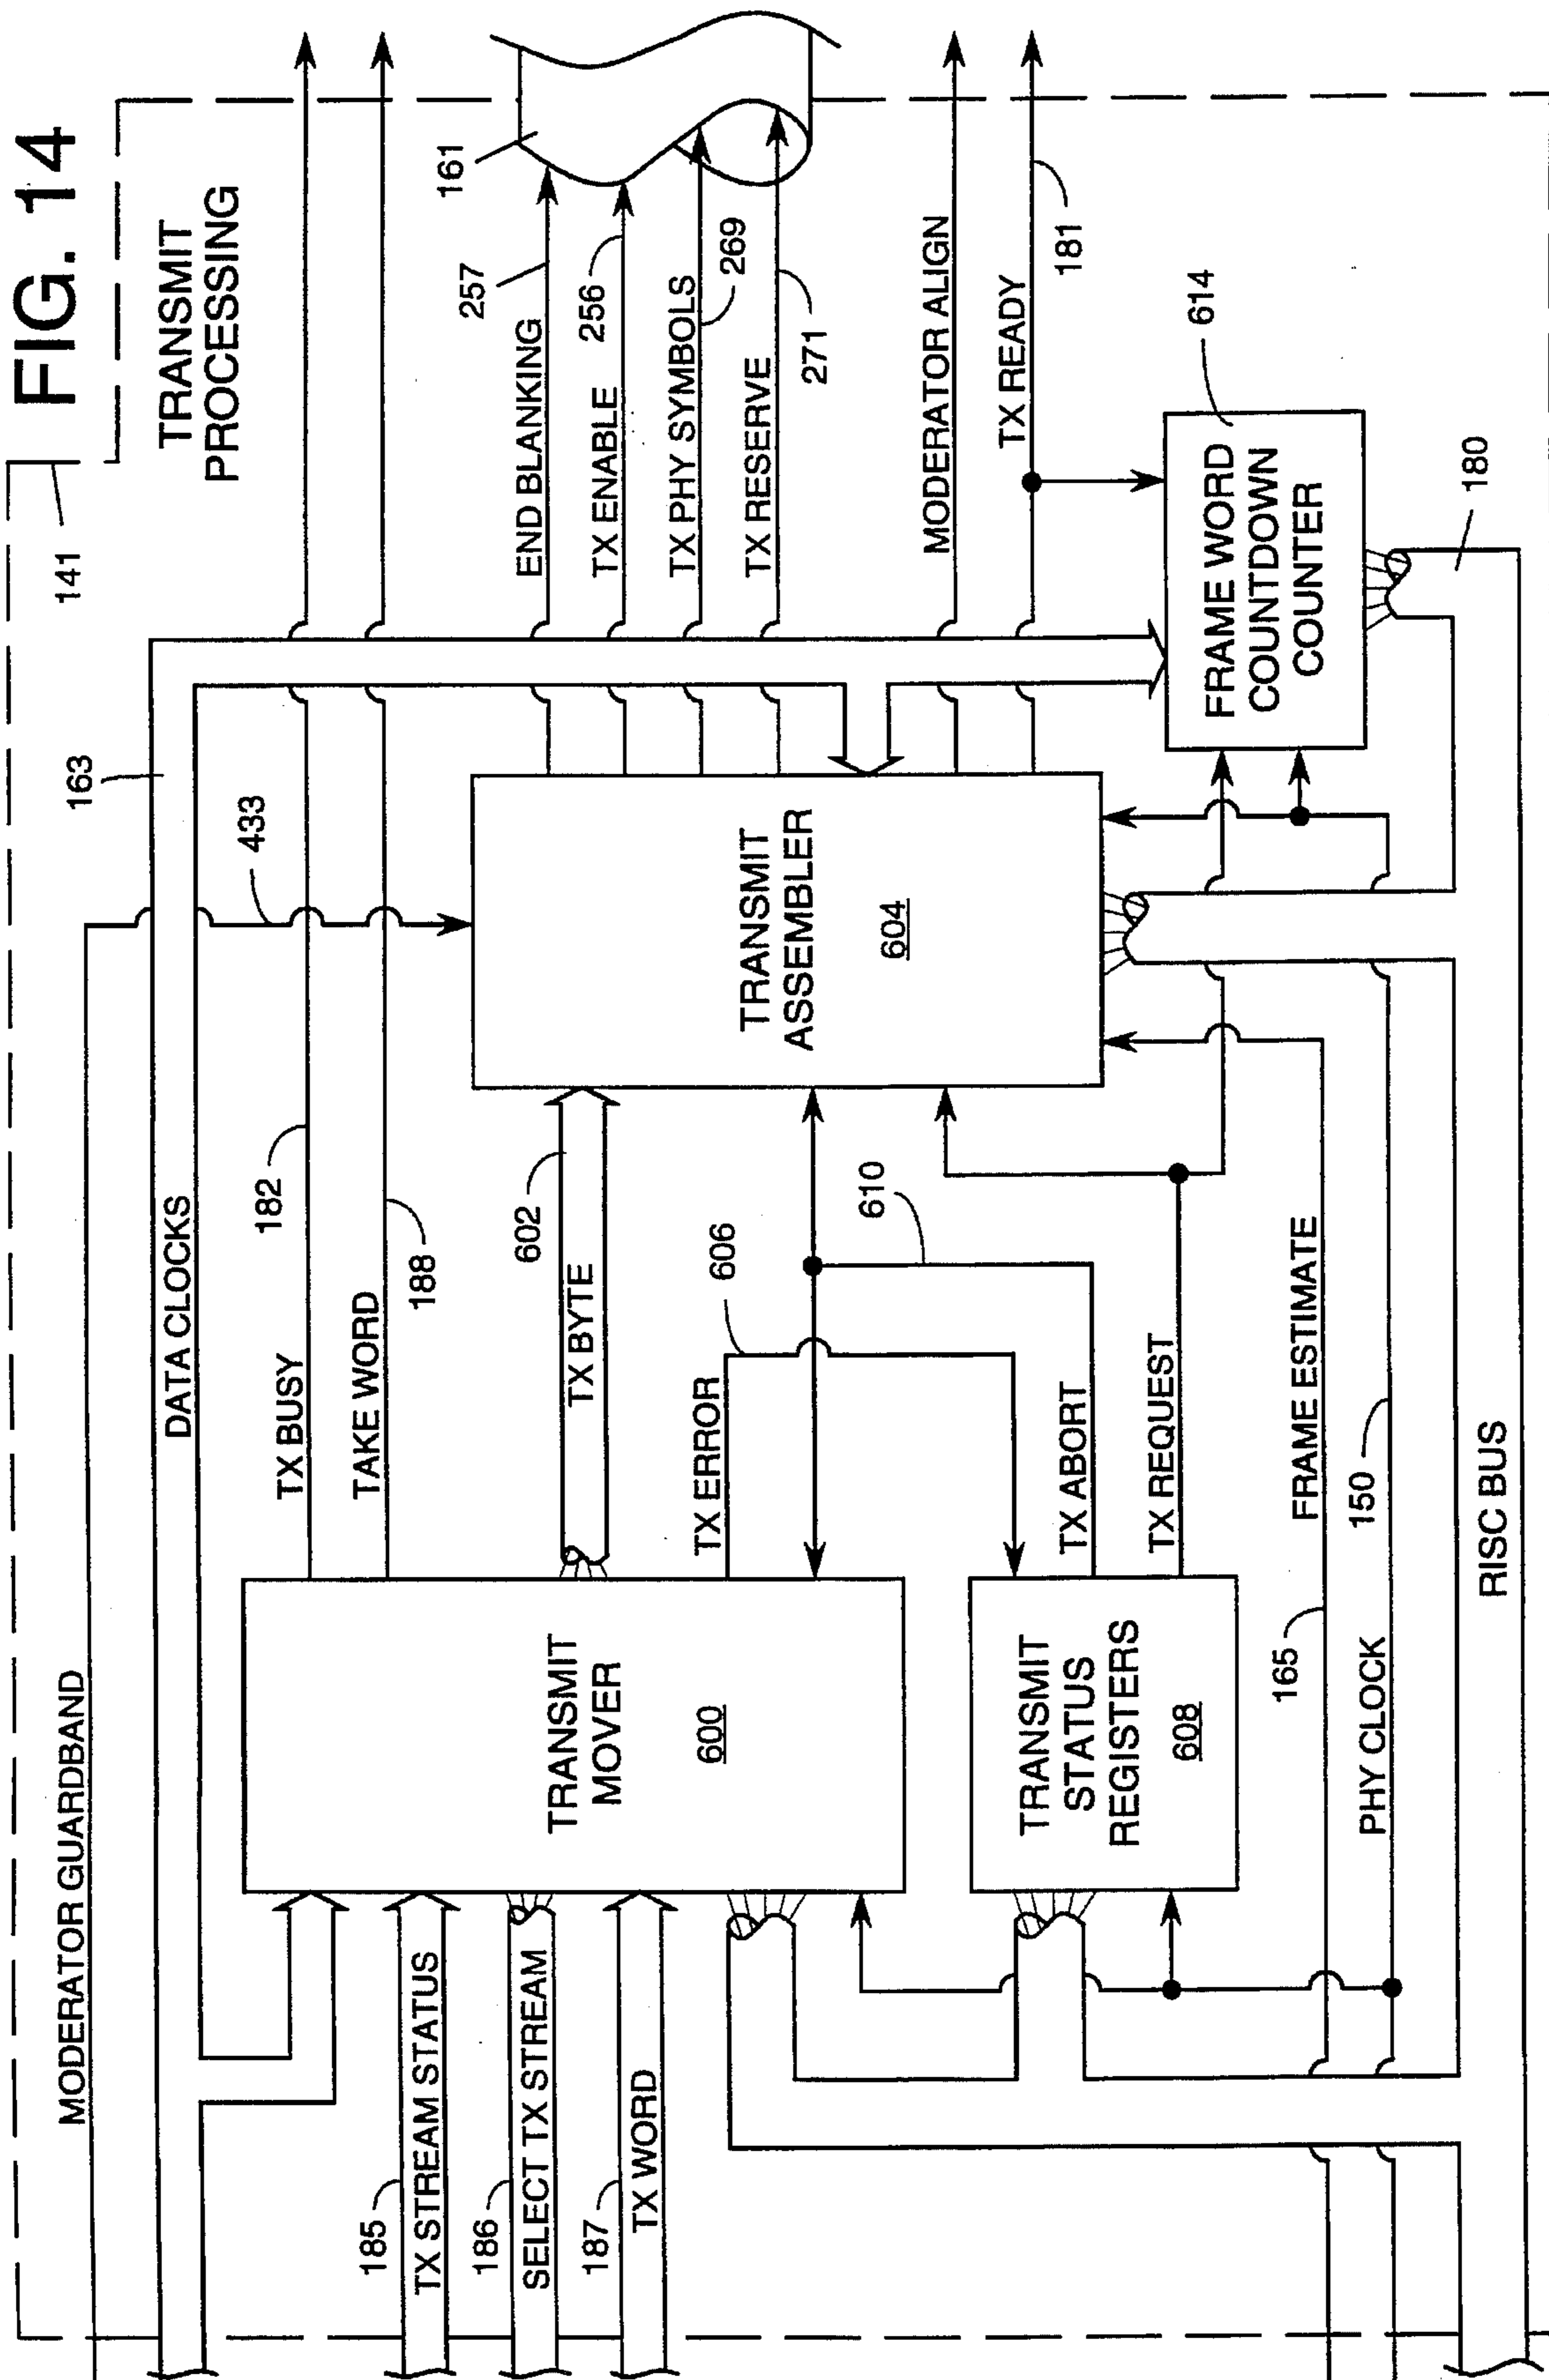 FIG. 14
141
TRANSMIT
PROCESSING
MODERATOR GUARDBAND
163
433
DATA CLOCKS
TX BUSY
182
TAKE WORD
188
185
TX STREAM STATUS
186
SELECT TX STREAM
187
TX WORD
TRANSMIT
MOVER
600
602
TX BYTE
TX ERROR
606
610
TX ABORT
TX REQUEST
TRANSMIT
STATUS
REGISTERS
608
TRANSMIT
ASSEMBLER
604
END BLANKING
257
TX ENABLE
256
TX PHY SYMBOLS
269
TX RESERVE
271
161
MODERATOR ALIGN
TX READY
181
614
FRAME WORD
COUNTDOWN
COUNTER
180
165
FRAME ESTIMATE
PHY CLOCK
150
RISC BUS